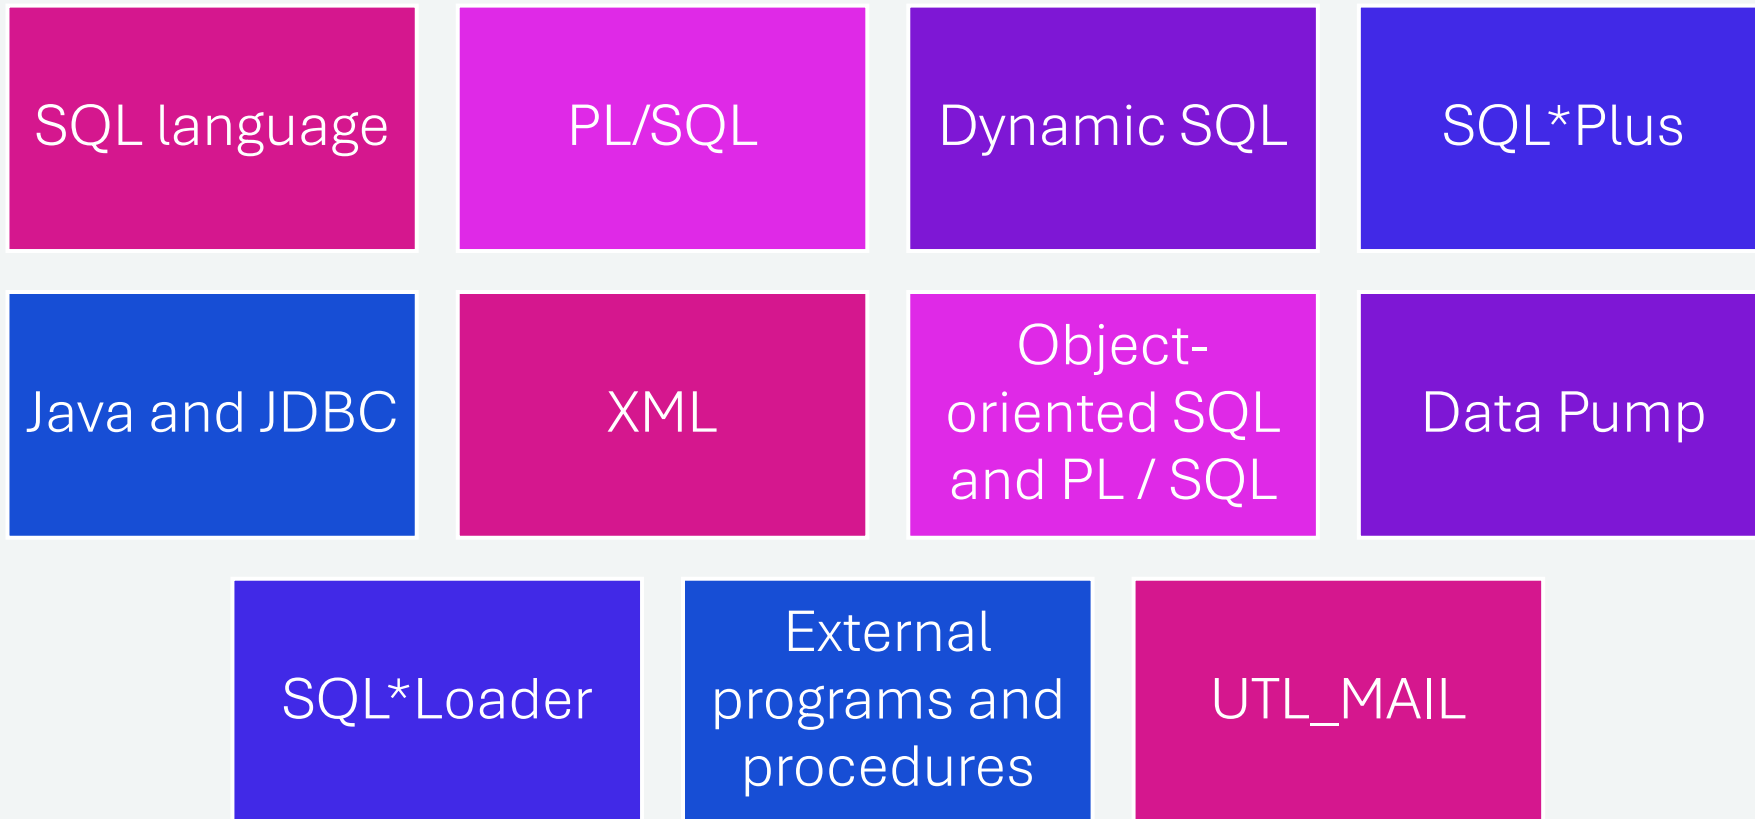 SQL language
PL/SQL
Dynamic SQL
SQL*Plus
Java and JDBC
XML
Object-
oriented SQL
and PL / SQL
Data Pump
SQL*Loader
External
programs and
procedures
UTL_MAIL